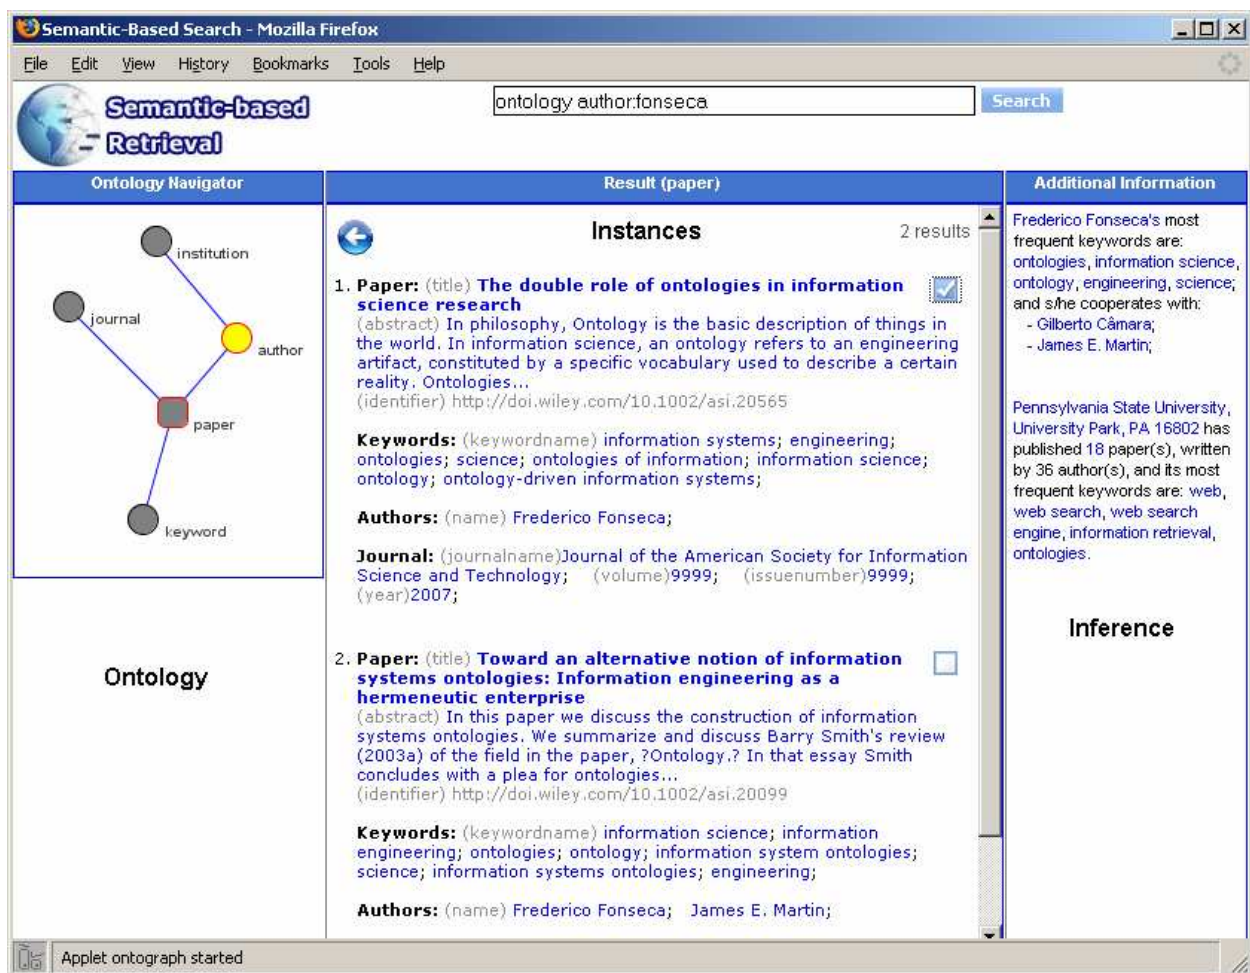 Semantic-Based Search - Mozilla Firefox
File Edit View History Bookmarks Tools Help
Semantic-based
Retrieval
ontology author:fonseca
Search
Ontology Navigator
institution
journal
author
paper
keyword
Ontology
Result (paper)
Instances
2 results
1. Paper: (title) The double role of ontologies in information
science research
(abstract) In philosophy, Ontology is the basic description of things in
the world. In information science, an ontology refers to an engineering
artifact, constituted by a specific vocabulary used to describe a certain
reality. Ontologies...
(identifier) http://doi.wiley.com/10.1002/asi.20565
Keywords: (keywordname) information systems; engineering;
ontologies; science; ontologies of information; information science;
ontology; ontology-driven information systems;
Authors: (name) Frederico Fonseca;
Journal: (journalname)Journal of the American Society for Information
Science and Technology; (volume)9999; (issuenumber)9999;
(year)2007;
2. Paper: (title) Toward an alternative notion of information
systems ontologies: Information engineering as a
hermeneutic enterprise
(abstract) In this paper we discuss the construction of information
systems ontologies. We summarize and discuss Barry Smith's review
(2003a) of the field in the paper, ?Ontology.? In that essay Smith
concludes with a plea for ontologies...
(identifier) http://doi.wiley.com/10.1002/asi.20099
Keywords: (keywordname) information science; information
engineering; ontologies; ontology; information system ontologies;
science; information systems ontologies; engineering;
Authors: (name) Frederico Fonseca; James E. Martin;
Additional Information
Frederico Fonseca's most
frequent keywords are:
ontologies, information science,
ontology, engineering, science;
and s/he cooperates with:
- Gilberto Câmara;
- James E. Martin;
Pennsylvania State University,
University Park, PA 16802 has
published 18 paper(s), written
by 36 author(s), and its most
frequent keywords are: web,
web search, web search
engine, information retrieval,
ontologies.
Inference
Applet ontograph started